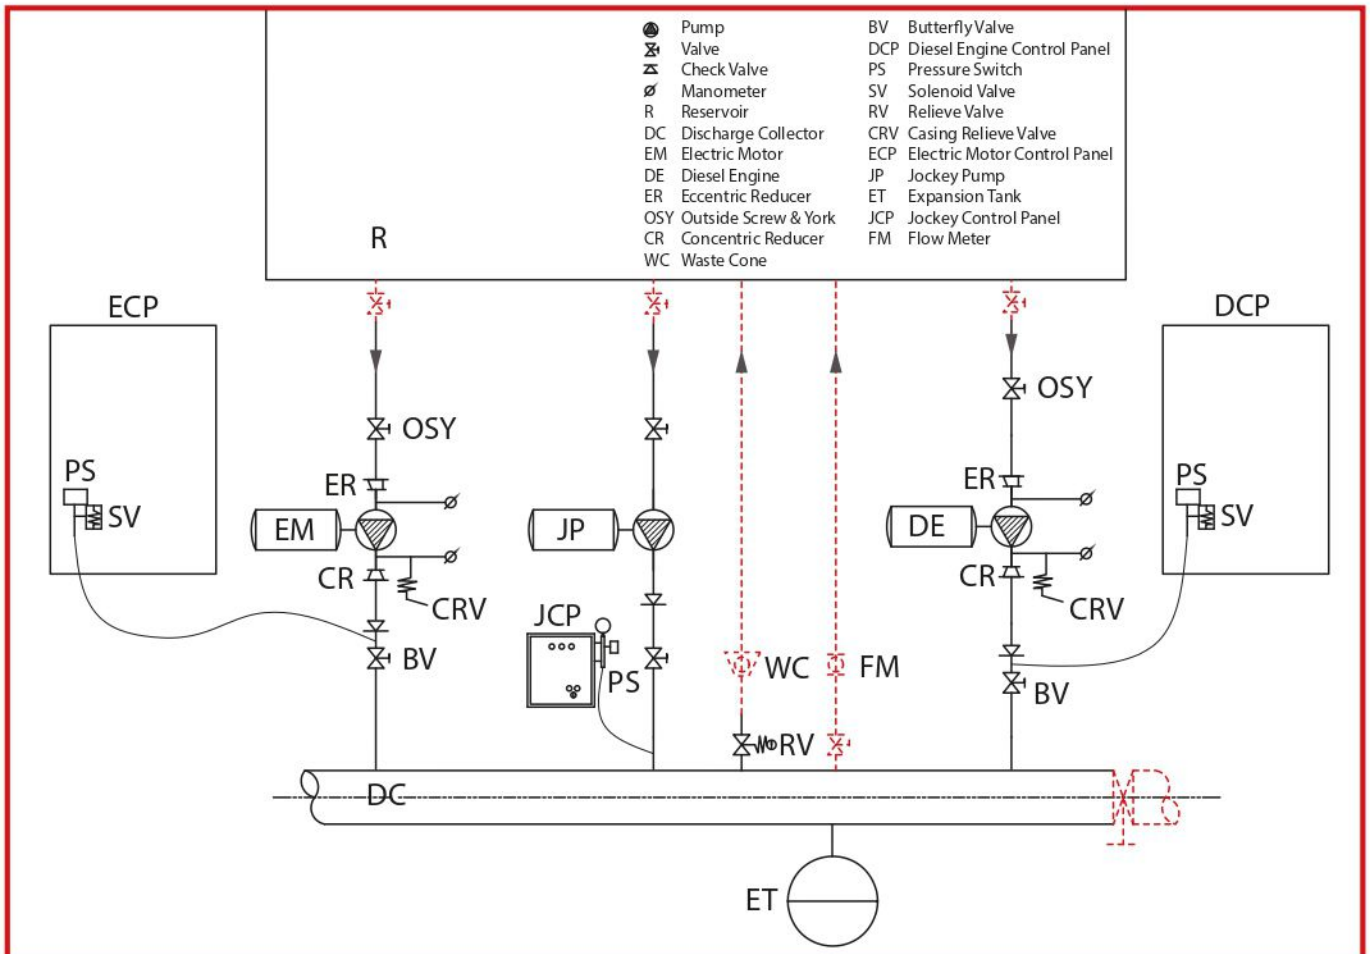 Pump
Valve
Check Valve
Manometer
R Reservoir
DC Discharge Collector
EM Electric Motor
DE Diesel Engine
ER Eccentric Reducer
OSY Outside Screw & York
CR Concentric Reducer
WC Waste Cone
BV Butterfly Valve
DCP Diesel Engine Control Panel
PS Pressure Switch
SV Solenoid Valve
RV Relieve Valve
CRV Casing Relieve Valve
ECP Electric Motor Control Panel
JP Jockey Pump
ET Expansion Tank
JCP Jockey Control Panel
FM Flow Meter
R
ECP
DCP
OSY
OSY
PS
SV
ER
EM
CR
CRV
BV
JP
JCP
PS
WC
FM
RV
ER
DE
CR
CRV
BV
PS
SV
DC
ET